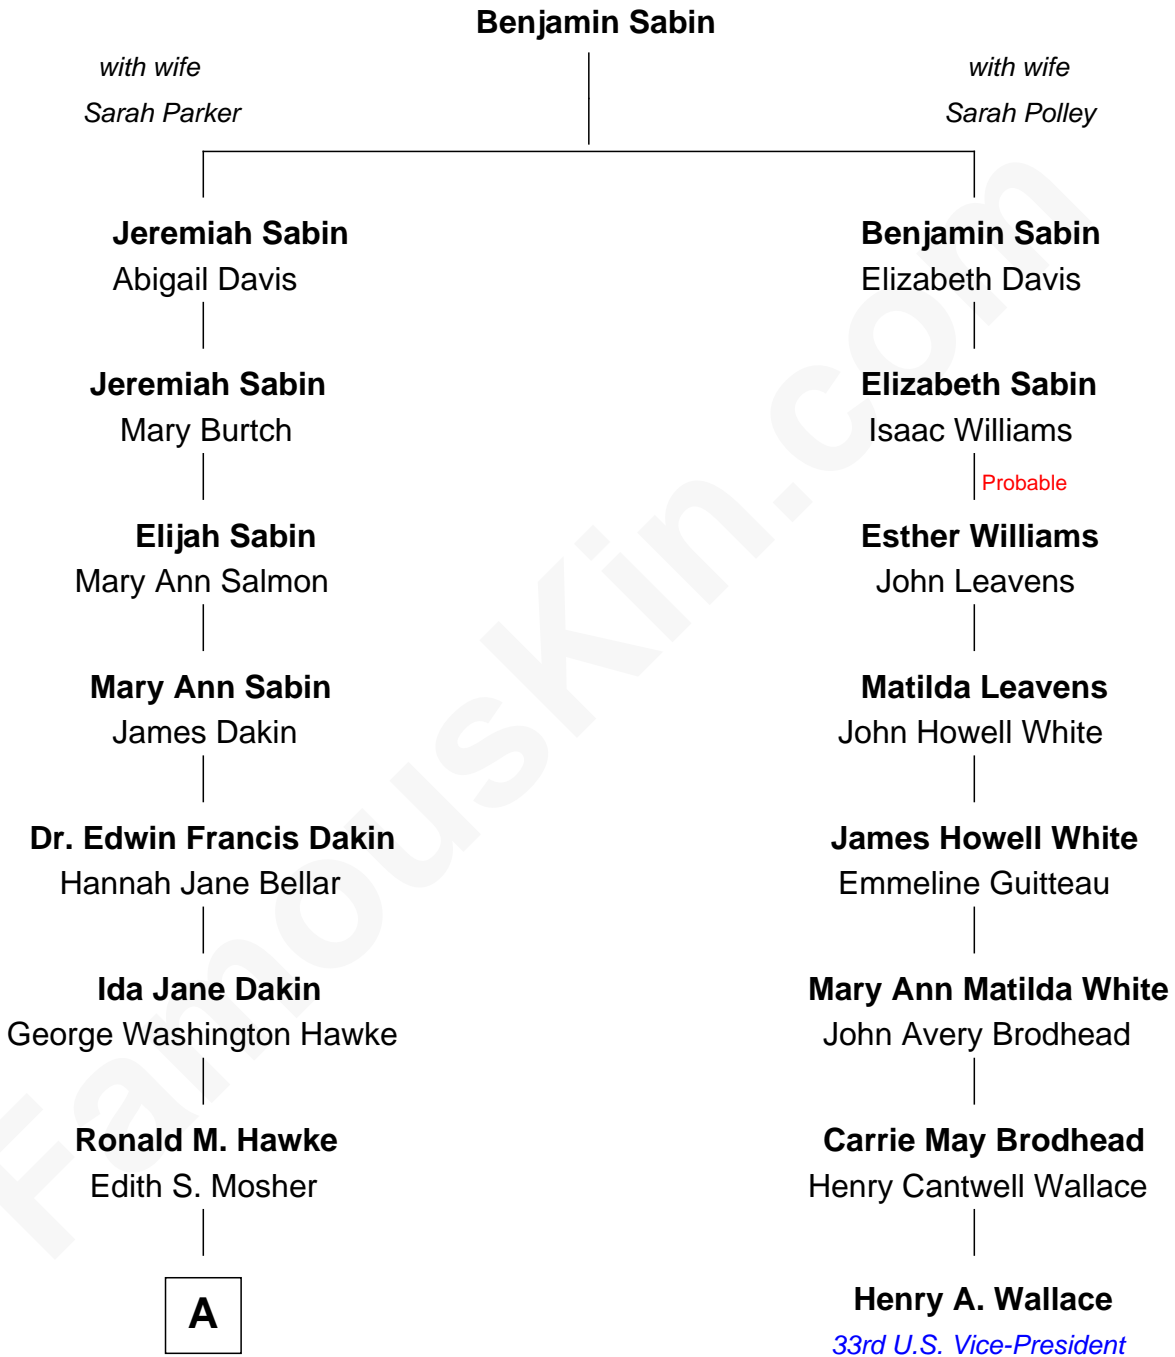 Benjamin Sabin
with wife
Sarah Parker
with wife
Sarah Polley
Jeremiah Sabin
Abigail Davis
Jeremiah Sabin
Mary Burtch
Elijah Sabin
Mary Ann Salmon
Mary Ann Sabin
James Dakin
Dr. Edwin Francis Dakin
Hannah Jane Bellar
Ida Jane Dakin
George Washington Hawke
Ronald M. Hawke
Edith S. Mosher
A
Benjamin Sabin
Elizabeth Davis
Elizabeth Sabin
Isaac Williams
Probable
Esther Williams
John Leavens
Matilda Leavens
John Howell White
James Howell White
Emmeline Guitteau
Mary Ann Matilda White
John Avery Brodhead
Carrie May Brodhead
Henry Cantwell Wallace
Henry A. Wallace
33rd U.S. Vice-President
FamousKin.com